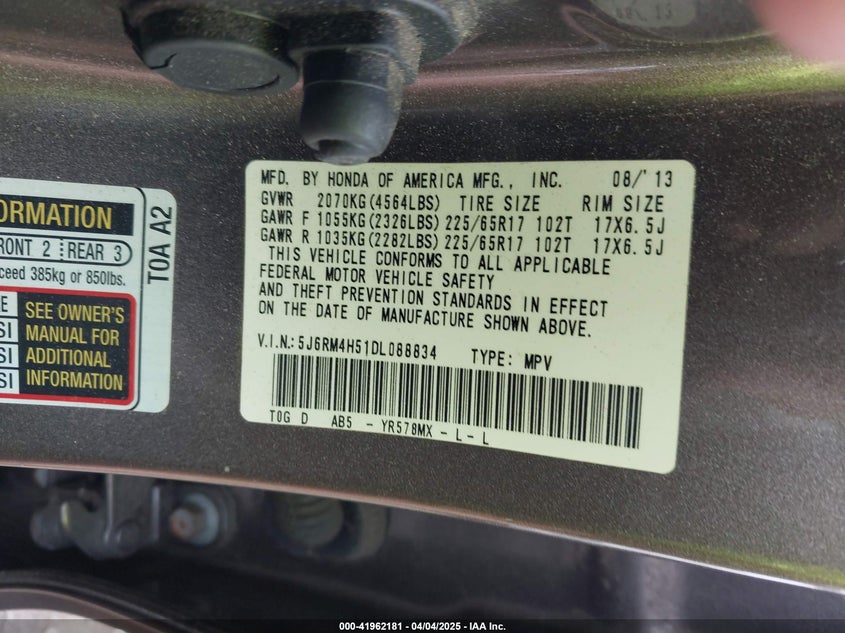 MFD. BY HONDA OF AMERICA MFG., INC. 08/'13
GVWR 2070KG(4564LBS) TIRE SIZE RIM SIZE
GAWR F 1055KG(2326LBS) 225/65R17 102T 17X6.5J
GAWR R 1035KG(2282LBS) 225/65R17 102T 17X6.5J
THIS VEHICLE CONFORMS TO ALL APPLICABLE
FEDERAL MOTOR VEHICLE SAFETY
AND THEFT PREVENTION STANDARDS IN EFFECT
ON THE DATE OF MANUFACTURE SHOWN ABOVE.
V.I.N.: 5J6RM4H51DL088834 TYPE: MPV
T0G D AB5 - YR578MX - L - L
ORMATION
FRONT 2 REAR 3
ceed 385kg or 850lbs.
SEE OWNER'S
MANUAL FOR
ADDITIONAL
INFORMATION
E
SI
SI
SI
T0A A2
000-41962181 - 04/04/2025 - IAA Inc.